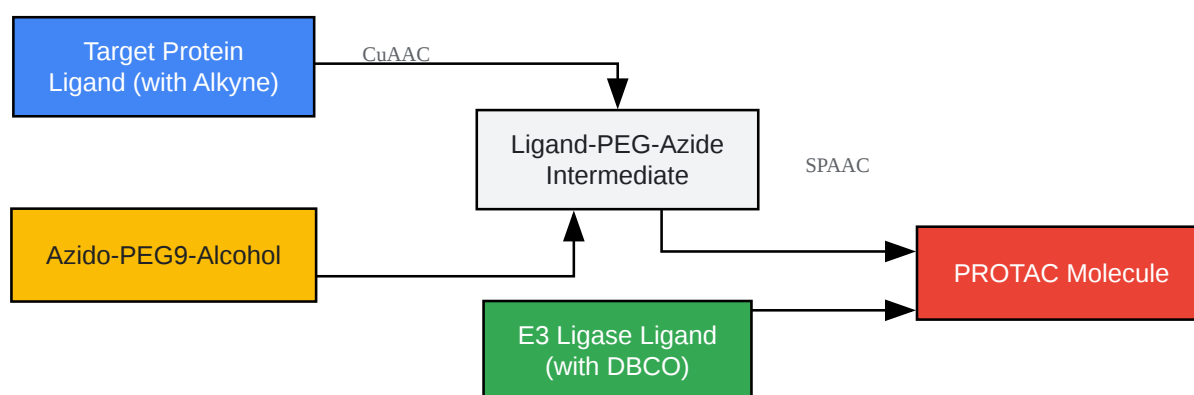 Target Protein
Ligand (with Alkyne)
CuAAC
Ligand-PEG-Azide
Intermediate
SPAAC
Azido-PEG9-Alcohol
PROTAC Molecule
E3 Ligase Ligand
(with DBCO)